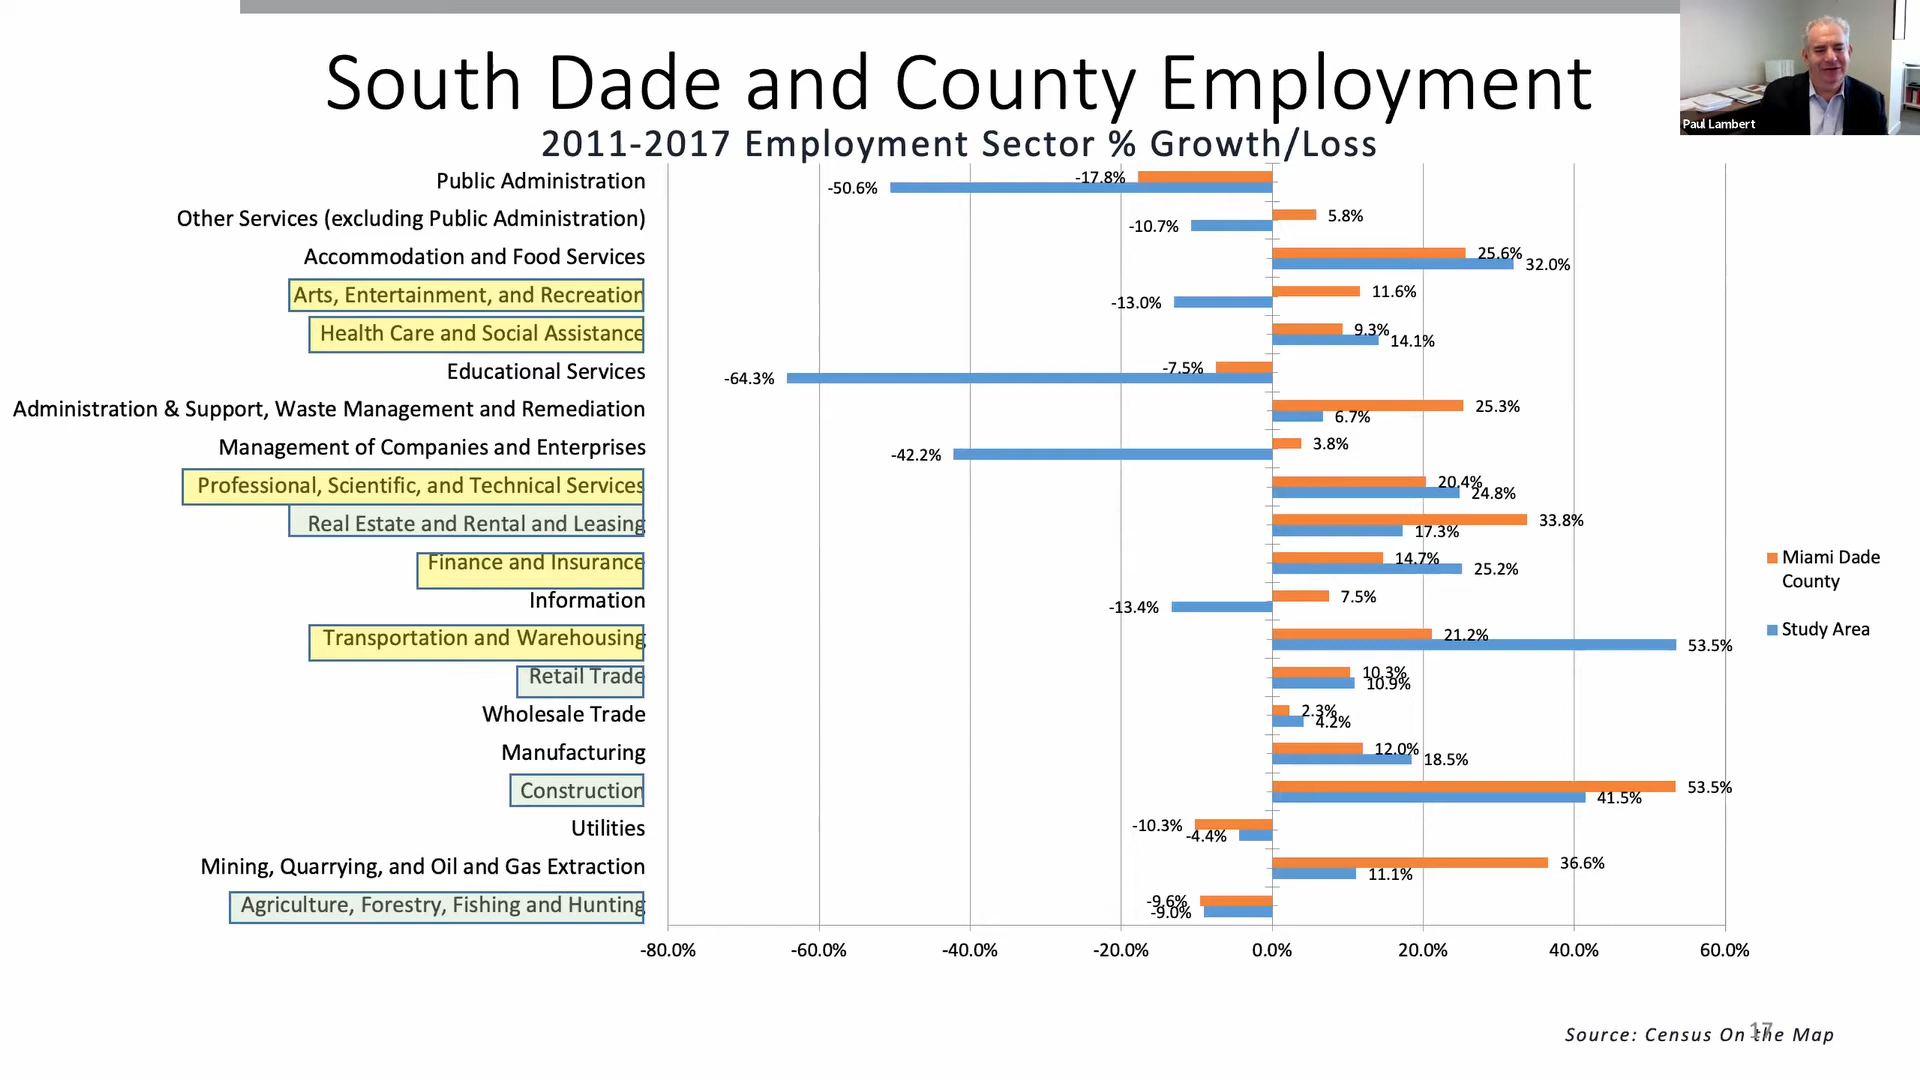 South Dade and County Employment
2011-2017 Employment Sector % Growth/Loss
Paul Lambert
Public Administration
-17.8%
-50.6%
Other Services (excluding Public Administration)
5.8%
-10.7%
Accommodation and Food Services
25.6%
32.0%
Arts, Entertainment, and Recreation
11.6%
-13.0%
Health Care and Social Assistance
9.3%
14.1%
Educational Services
-7.5%
-64.3%
Administration & Support, Waste Management and Remediation
25.3%
6.7%
Management of Companies and Enterprises
3.8%
-42.2%
Professional, Scientific, and Technical Services
20.4%
24.8%
Real Estate and Rental and Leasing
33.8%
17.3%
Finance and Insurance
14.7%
25.2%
Information
7.5%
-13.4%
Transportation and Warehousing
21.2%
53.5%
Retail Trade
10.3%
10.9%
Wholesale Trade
2.3%
4.2%
Manufacturing
12.0%
18.5%
Construction
53.5%
41.5%
Utilities
-10.3%
-4.4%
Mining, Quarrying, and Oil and Gas Extraction
36.6%
11.1%
Agriculture, Forestry, Fishing and Hunting
-9.6%
-9.0%
-80.0% -60.0% -40.0% -20.0% 0.0% 20.0% 40.0% 60.0%
Miami Dade
County
Study Area
Source: Census On the Map
17